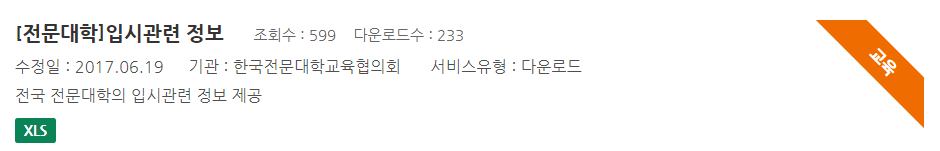 [전문대학]입시관련 정보 조회수 : 599 다운로드수 : 233
교육
수정일 : 2017.06.19 기관 : 한국전문대학교육협의회 서비스유형 : 다운로드
전국 전문대학의 입시관련 정보 제공
XLS